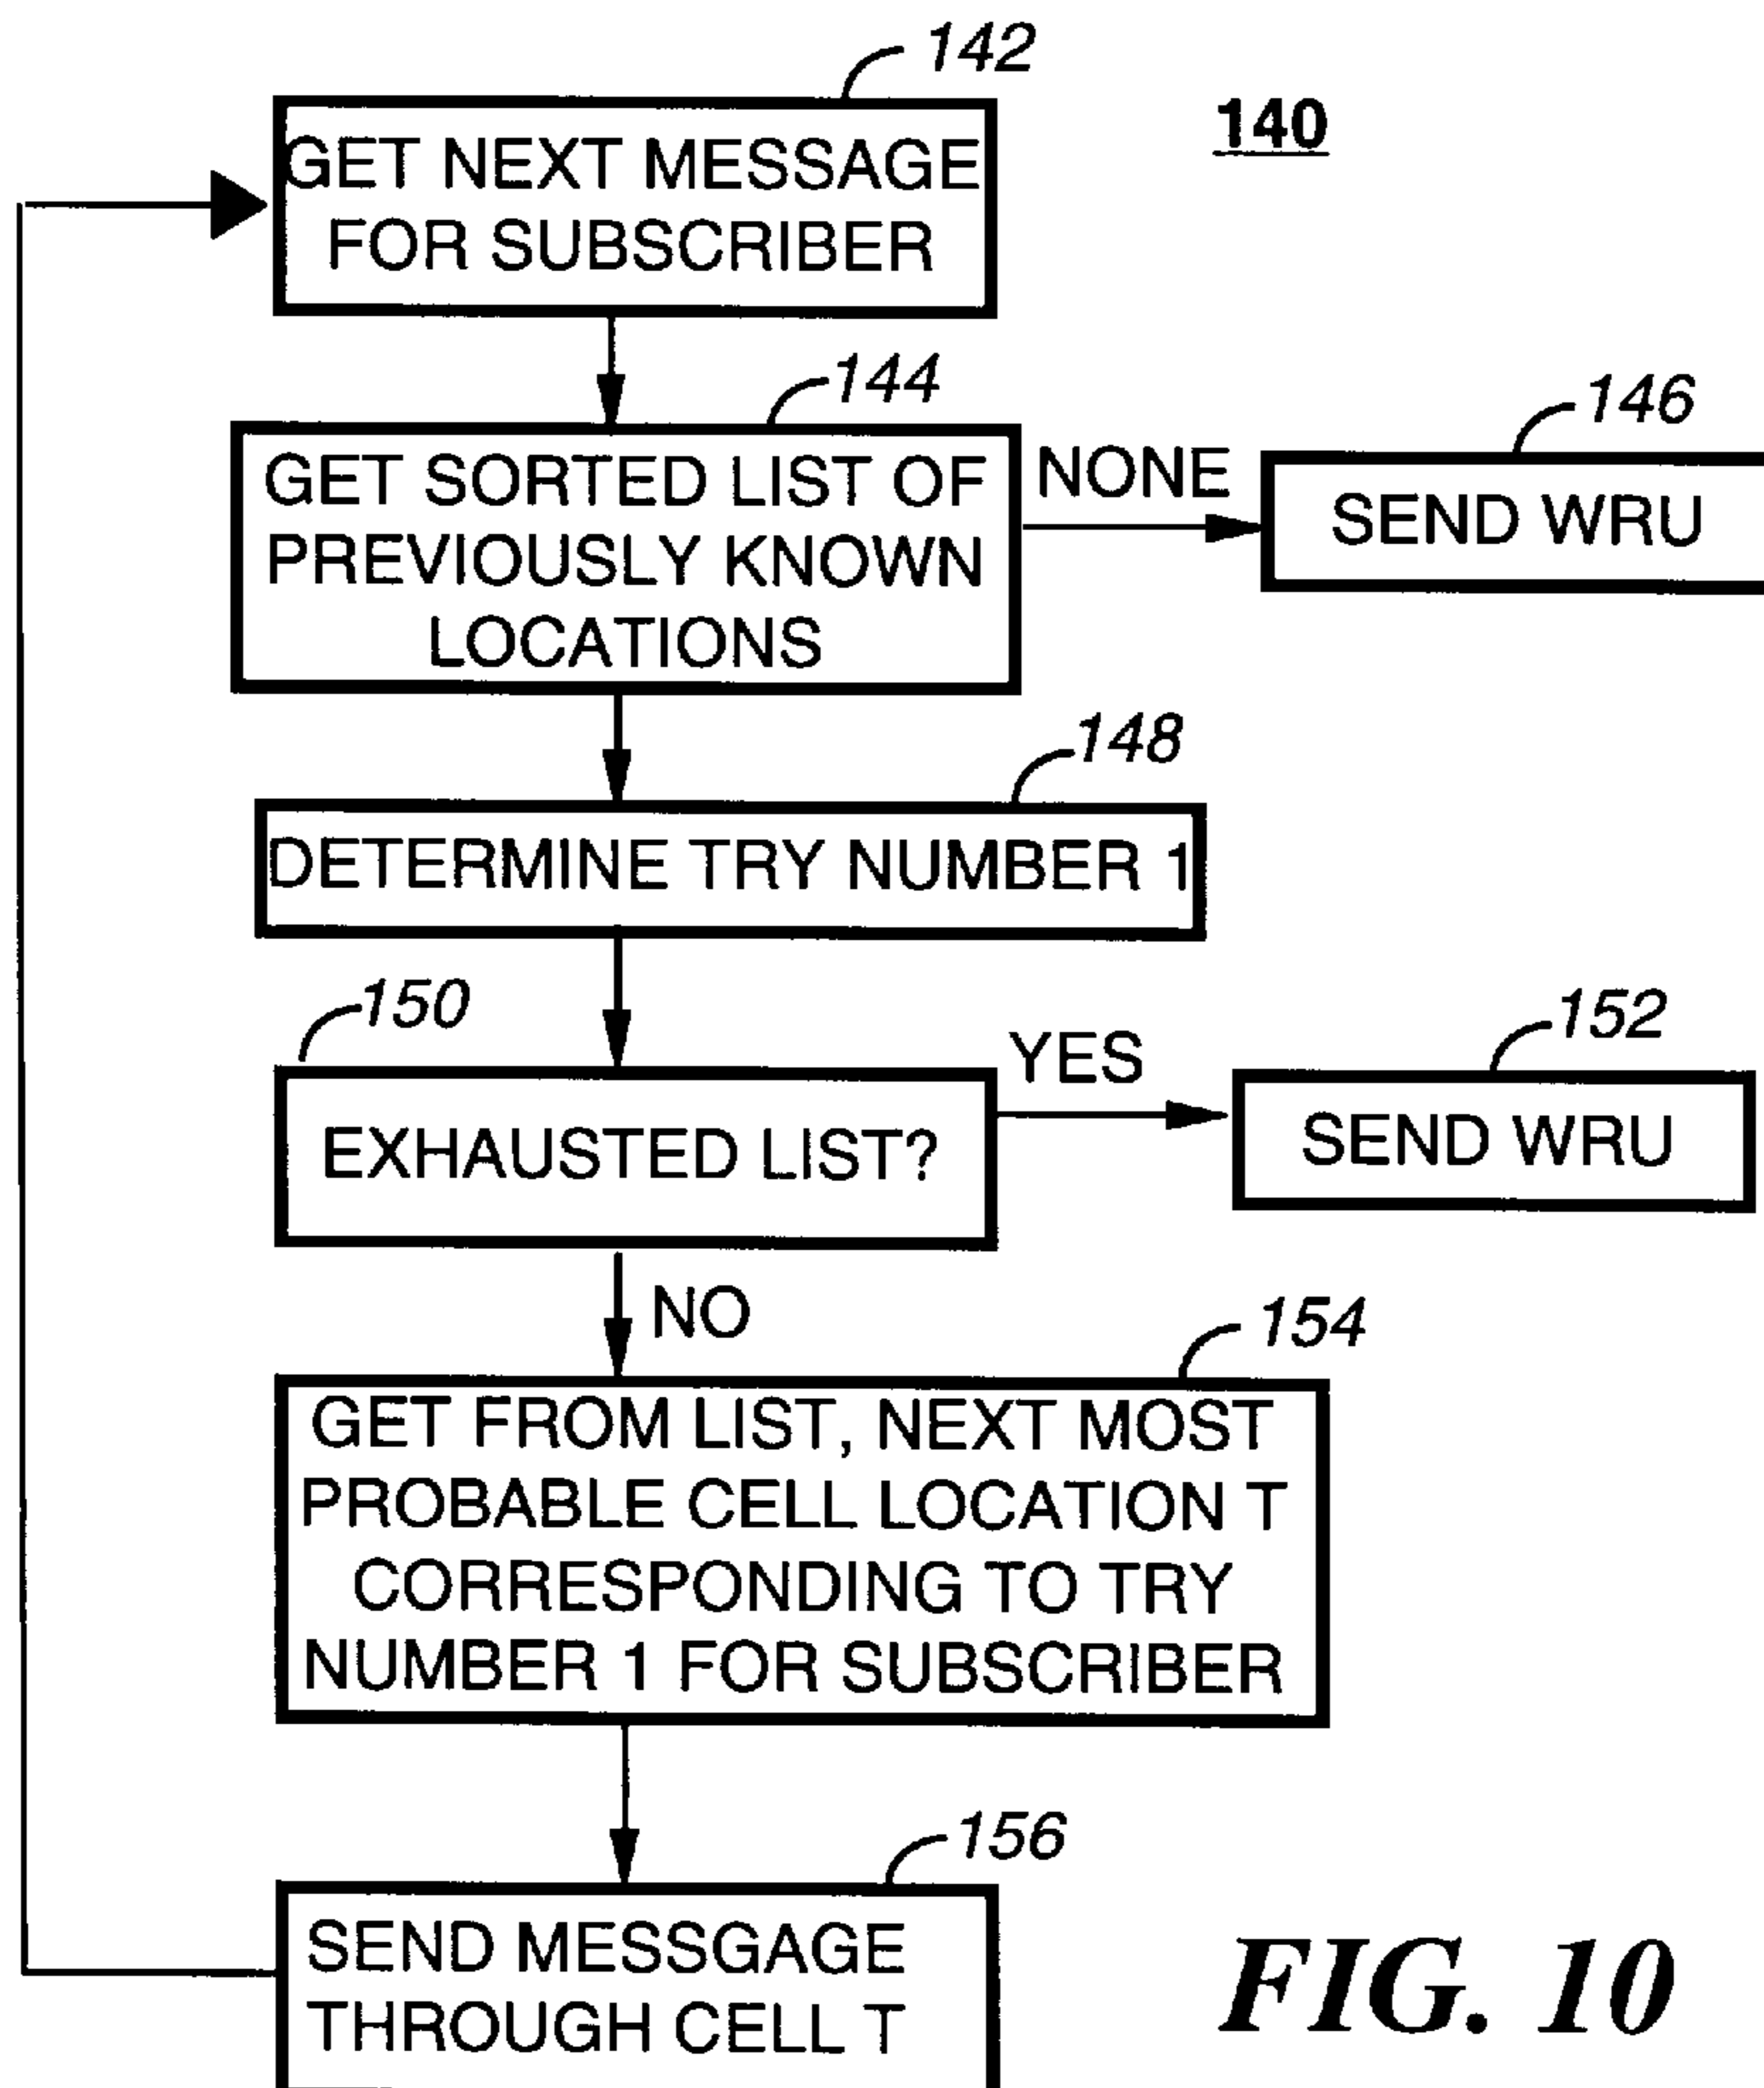 142
140
GET NEXT MESSAGE
FOR SUBSCRIBER
144
146
GET SORTED LIST OF
PREVIOUSLY KNOWN
LOCATIONS
NONE
SEND WRU
148
DETERMINE TRY NUMBER 1
150
YES
152
EXHAUSTED LIST?
SEND WRU
NO
154
GET FROM LIST, NEXT MOST
PROBABLE CELL LOCATION T
CORRESPONDING TO TRY
NUMBER 1 FOR SUBSCRIBER
156
SEND MESSGAGE
THROUGH CELL T
FIG. 10